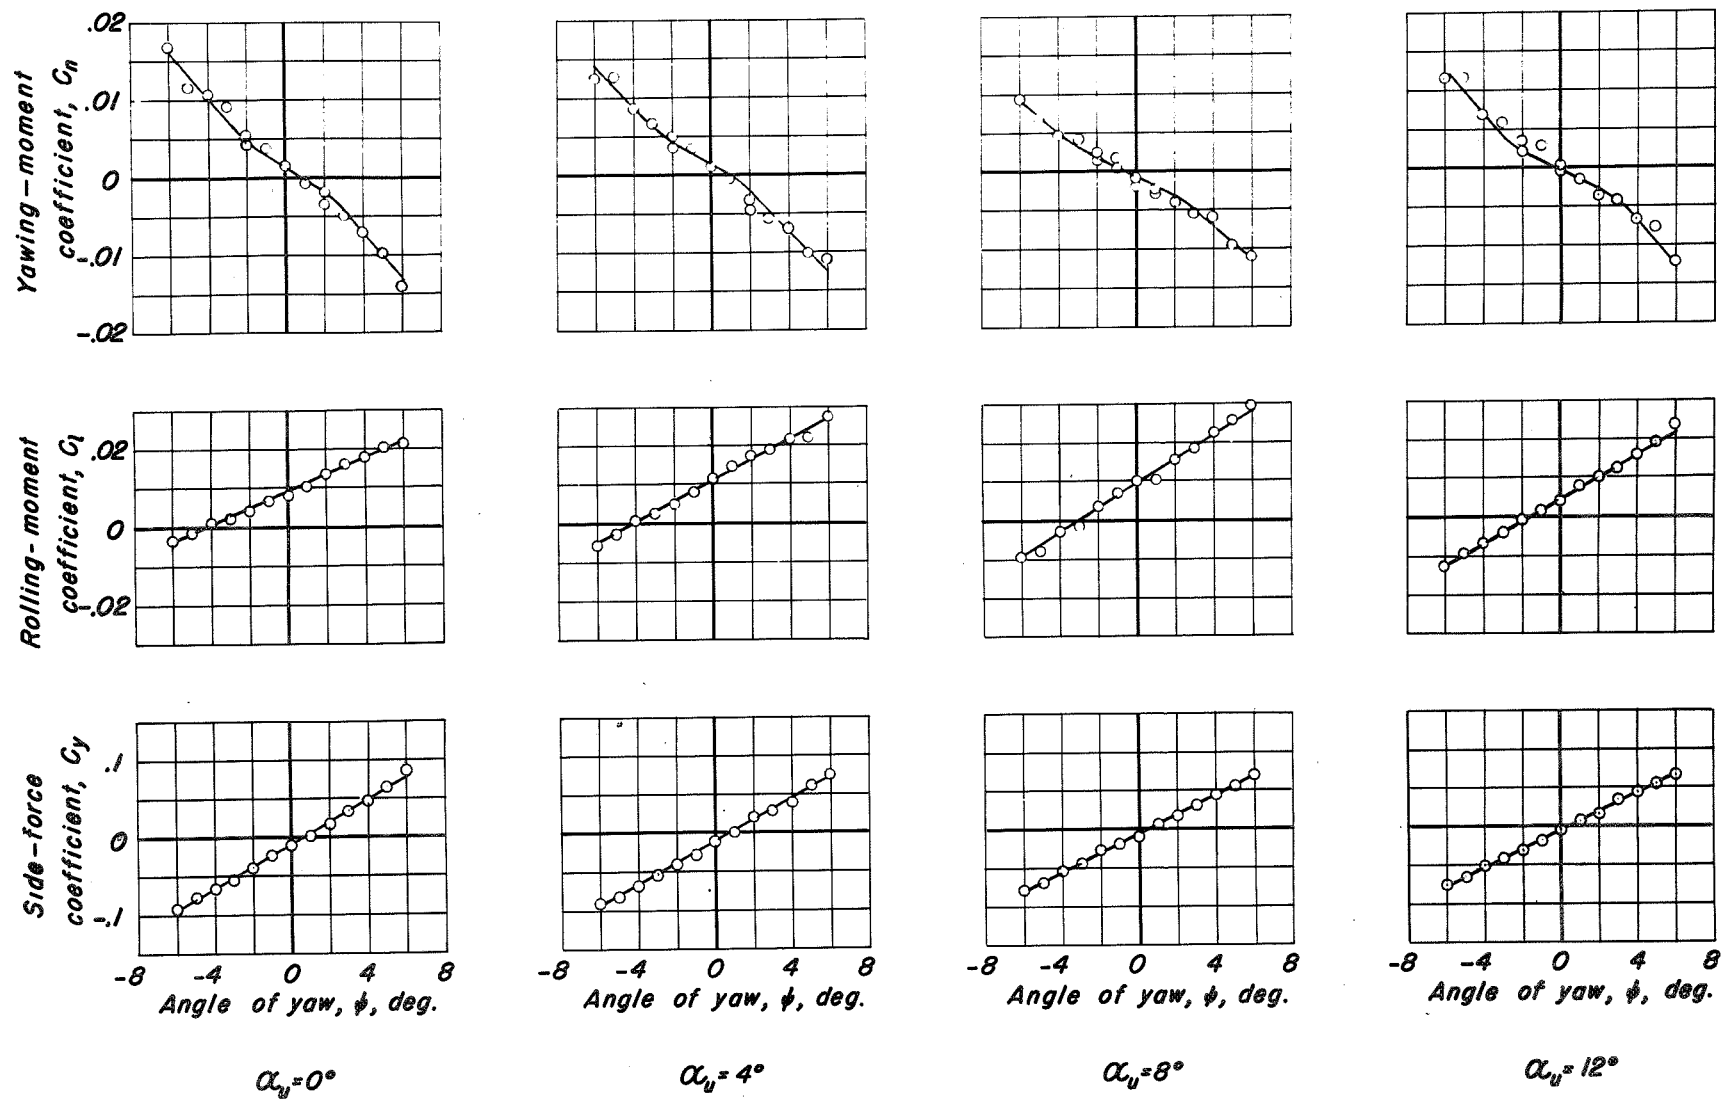 Yawing-moment
coefficient, Cn
.02
.01
0
-.01
-.02
Rolling-moment
coefficient, Cl
.02
0
-.02
Side-force
coefficient, Cy
.1
0
-.1
-8 -4 0 4 8
Angle of yaw, ψ, deg.
αu=0°
-8 -4 0 4 8
Angle of yaw, ψ, deg.
αu=4°
-8 -4 0 4 8
Angle of yaw, ψ, deg.
αu=8°
-8 -4 0 4 8
Angle of yaw, ψ, deg.
αu=12°